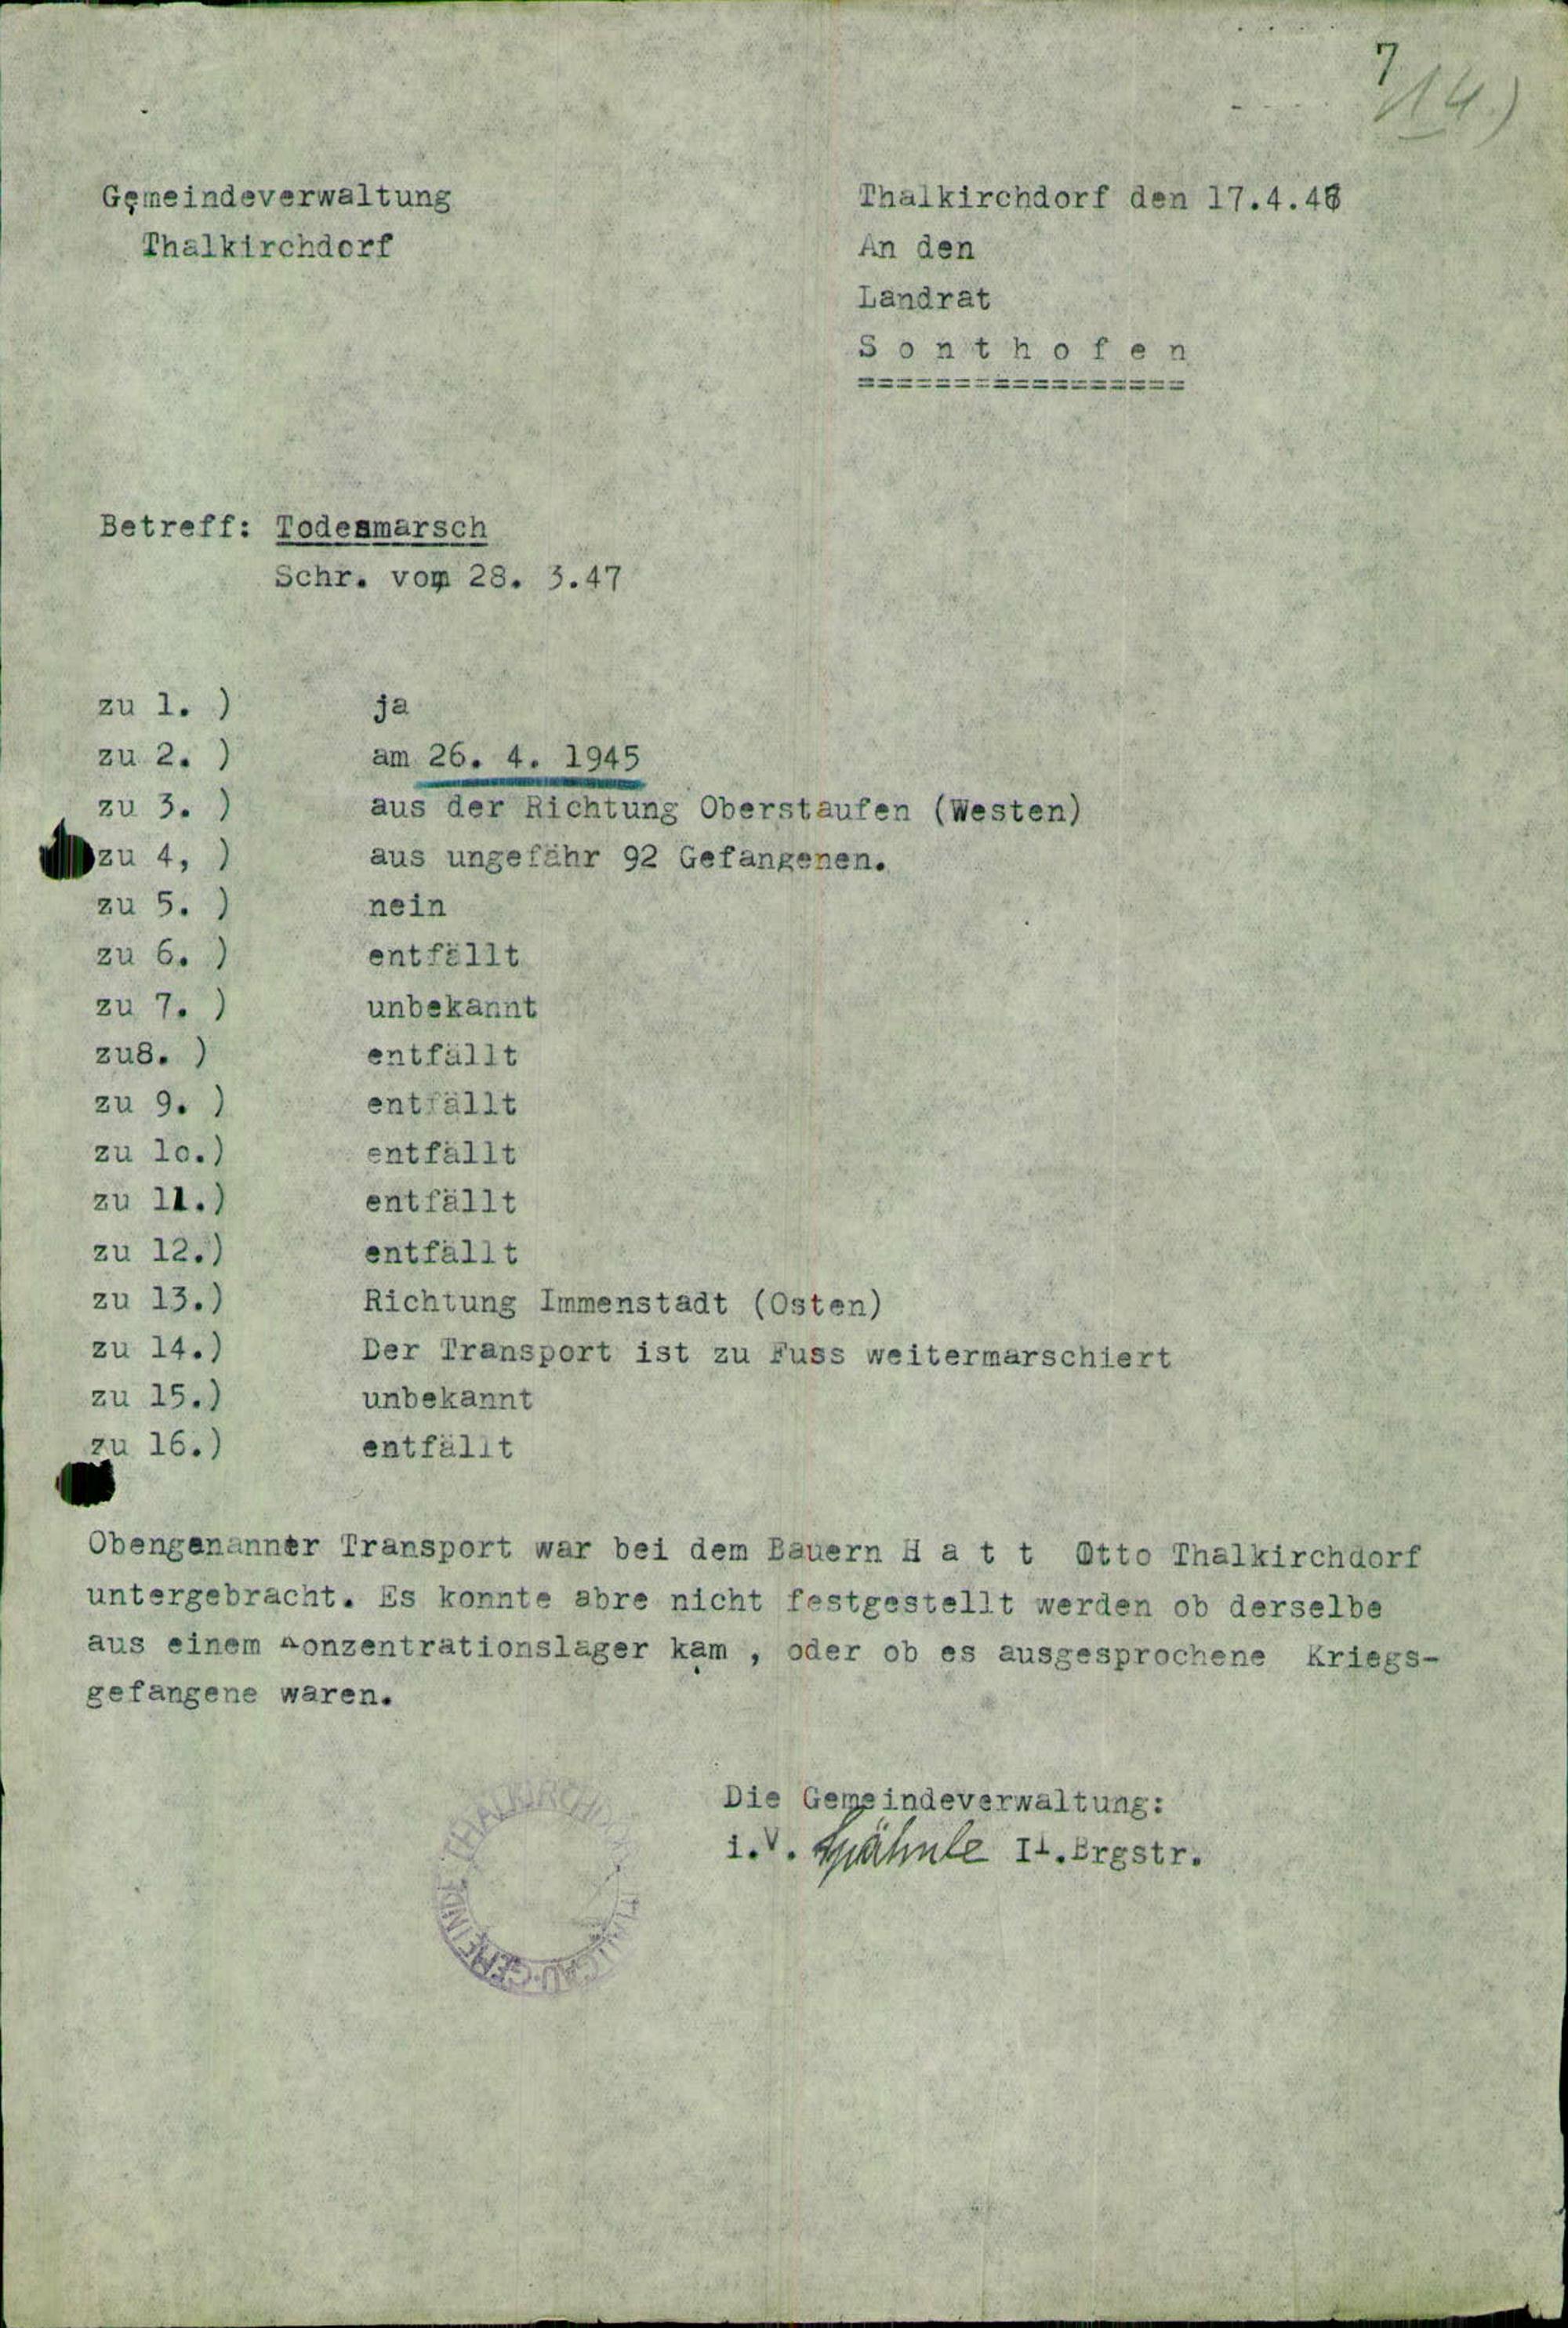 7
14)
Gemeindeverwaltung
Thalkirchdorf
Thalkirchdorf den 17.4.48
An den
Landrat
S o n t h o f e n
=================
Betreff: Todesmarsch
Schr. vom 28. 3.47
zu 1. ) ja
zu 2. ) am 26. 4. 1945
zu 3. ) aus der Richtung Oberstaufen (Westen)
zu 4, ) aus ungefähr 92 Gefangenen.
zu 5. ) nein
zu 6. ) entfällt
zu 7. ) unbekannt
zu8. ) entfällt
zu 9. ) entfällt
zu 1o.) entfällt
zu 11.) entfällt
zu 12.) entfällt
zu 13.) Richtung Immenstadt (Osten)
zu 14.) Der Transport ist zu Fuss weitermarschiert
zu 15.) unbekannt
zu 16.) entfällt
Obengenannter Transport war bei dem Bauern H a t t Otto Thalkirchdorf
untergebracht. Es konnte abre nicht festgestellt werden ob derselbe
aus einem Konzentrationslager kam , oder ob es ausgesprochene Kriegs-
gefangene waren.
Die Gemeindeverwaltung:
i.V. Spähnle II.Brgstr.